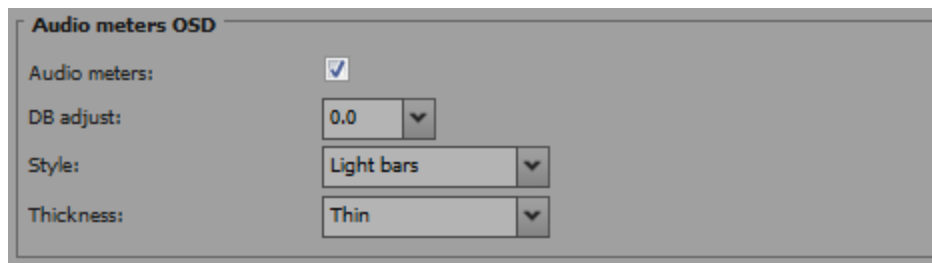 Audio meters OSD
Audio meters:
DB adjust: 0.0
Style: Light bars
Thickness: Thin